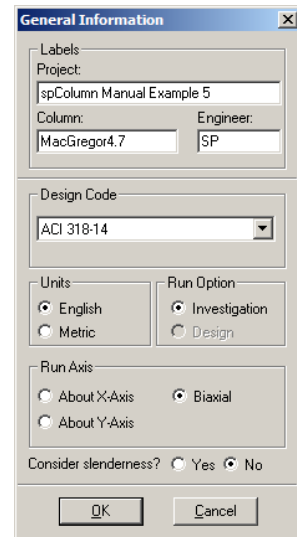 General Information
Labels
Project:
spColumn Manual Example 5
Column: Engineer:
MacGregor4.7 SP
Design Code
ACI 318-14
Units Run Option
English Investigation
Metric Design
Run Axis
About X-Axis Biaxial
About Y-Axis
Consider slenderness? Yes No
OK Cancel